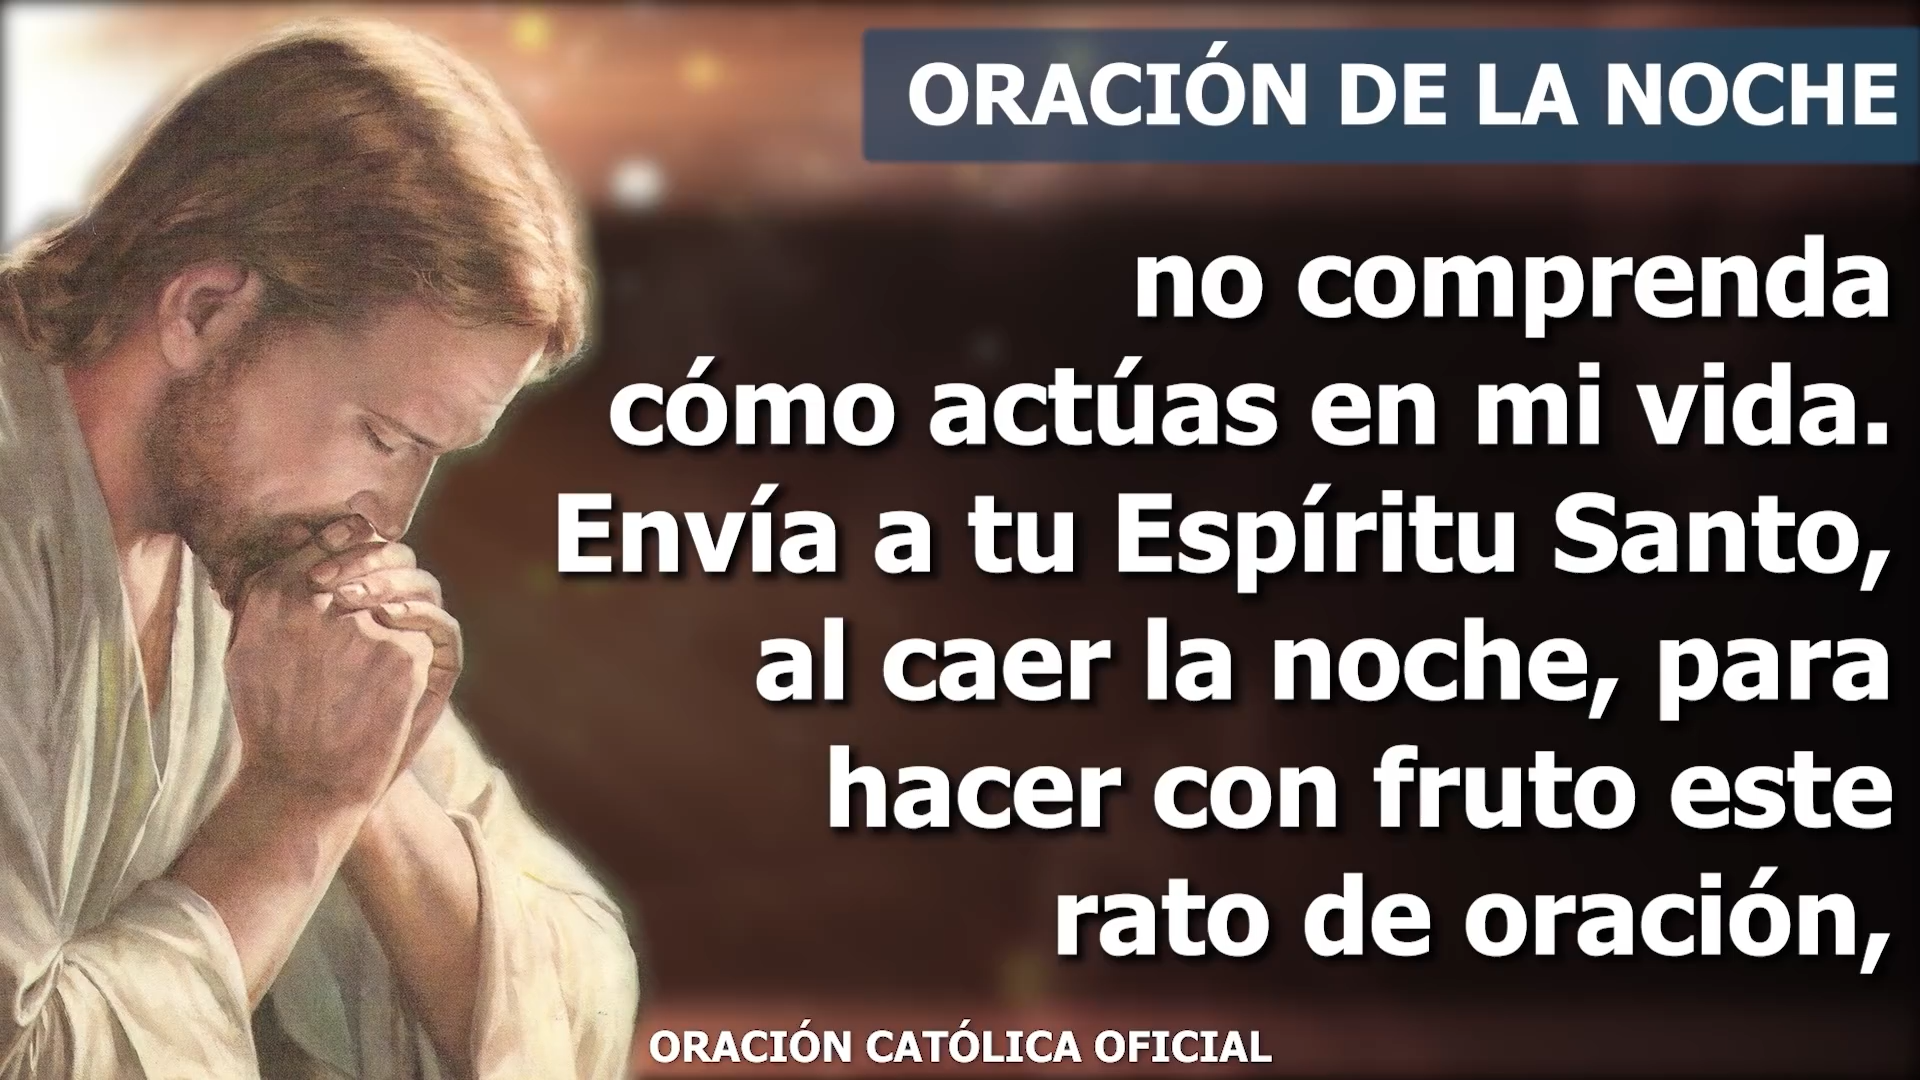 ORACIÓN DE LA NOCHE
no comprenda
cómo actúas en mi vida.
Envía a tu Espíritu Santo,
al caer la noche, para
hacer con fruto este
rato de oración,
ORACIÓN CATÓLICA OFICIAL